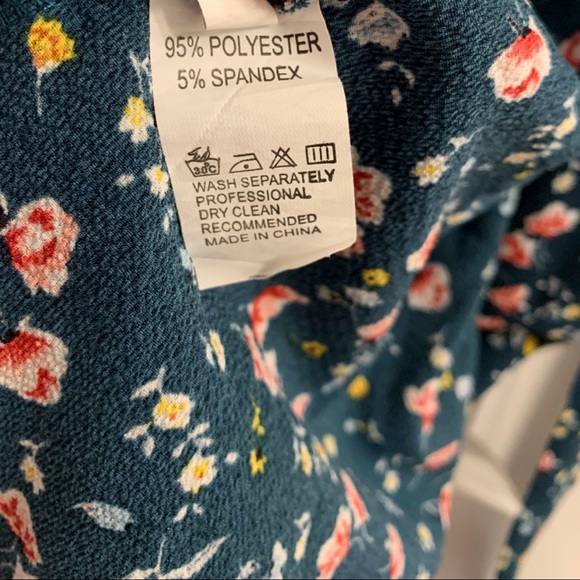 95% POLYESTER
5% SPANDEX
30°C
WASH SEPARATELY
PROFESSIONAL
DRY CLEAN
RECOMMENDED
MADE IN CHINA